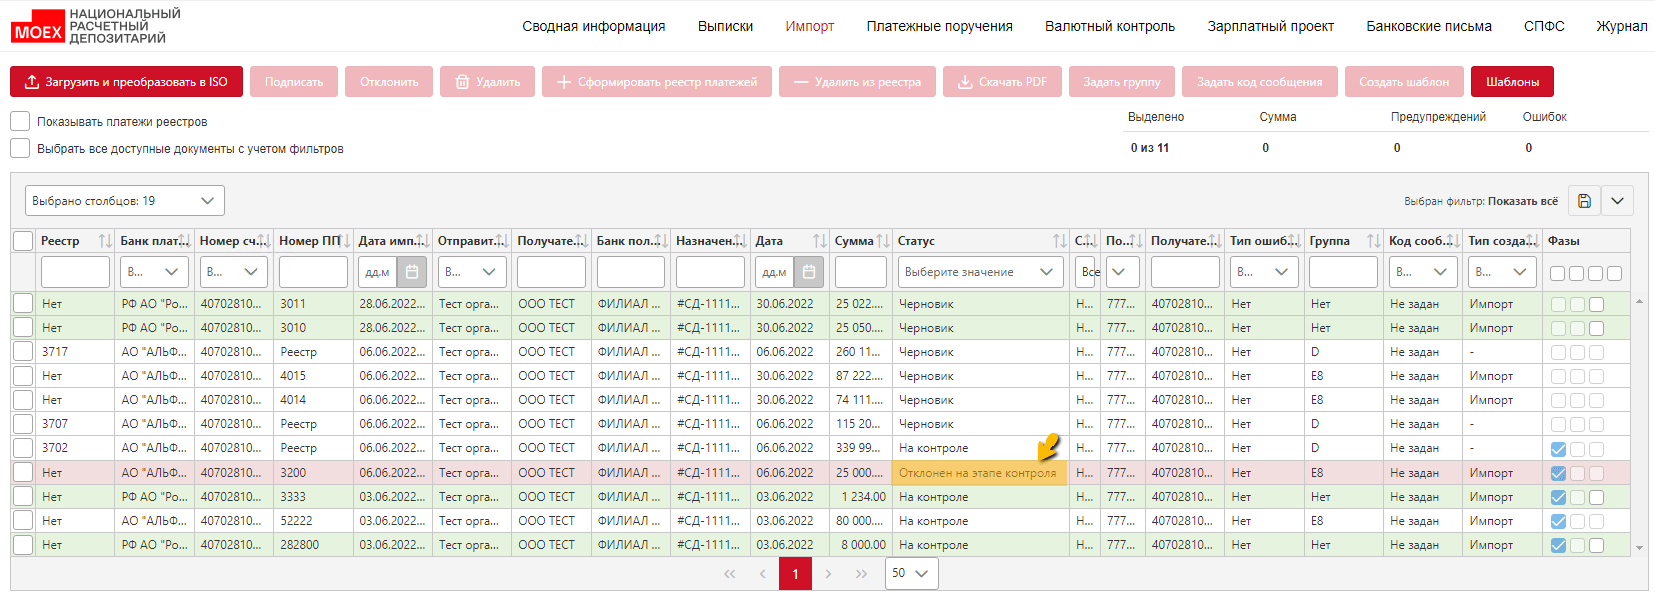 НАЦИОНАЛЬНЫЙ
РАСЧЕТНЫЙ
ДЕПОЗИТАРИЙ
MOEX
Сводная информация Выписки Импорт Платежные поручения Валютный контроль Зарплатный проект Банковские письма СПФС Журнал
Загрузить и преобразовать в ISO Подписать Отклонить Удалить Сформировать реестр платежей Удалить из реестра Скачать PDF Задать группу Задать код сообщения Создать шаблон Шаблоны
Показывать платежи реестров
Выбрать все доступные документы с учетом фильтров
Выделено Сумма Предупреждений Ошибок
0 из 11 0 0 0
Выбрано столбцов: 19 Выбран фильтр: Показать всё
Реестр Банк плат... Номер сч... Номер ПП Дата имп... Отправит... Получате... Банк пол... Назначен... Дата Сумма Статус С... По... Получате... Тип ошиб... Группа Код сооб... Тип созда... Фазы
В... В... дд.м В... дд.м Выберите значение Все В... В... В...
Нет РФ АО "Ро... 40702810... 3011 28.06.2022... Тест орга... ООО ТЕСТ ФИЛИАЛ ... #СД-1111... 30.06.2022 25 022.... Черновик Н... 777... 40702810... Нет Нет Не задан Импорт
Нет РФ АО "Ро... 40702810... 3010 28.06.2022... Тест орга... ООО ТЕСТ ФИЛИАЛ ... #СД-1111... 30.06.2022 25 050.... Черновик Н... 777... 40702810... Нет Нет Не задан Импорт
3717 АО "АЛЬФ... 40702810... Реестр 06.06.2022... Тест орга... ООО ТЕСТ ФИЛИАЛ ... #СД-1111... 06.06.2022 260 11... Черновик Н... 777... 40702810... Нет D Не задан -
Нет АО "АЛЬФ... 40702810... 4015 06.06.2022... Тест орга... ООО ТЕСТ ФИЛИАЛ ... #СД-1111... 30.06.2022 87 222.... Черновик Н... 777... 40702810... Нет E8 Не задан Импорт
Нет АО "АЛЬФ... 40702810... 4014 06.06.2022... Тест орга... ООО ТЕСТ ФИЛИАЛ ... #СД-1111... 30.06.2022 74 111.... Черновик Н... 777... 40702810... Нет E8 Не задан Импорт
3707 АО "АЛЬФ... 40702810... Реестр 06.06.2022... Тест орга... ООО ТЕСТ ФИЛИАЛ ... #СД-1111... 06.06.2022 115 20... Черновик Н... 777... 40702810... Нет D Не задан -
3702 АО "АЛЬФ... 40702810... Реестр 06.06.2022... Тест орга... ООО ТЕСТ ФИЛИАЛ ... #СД-1111... 06.06.2022 339 99... На контроле Н... 777... 40702810... Нет D Не задан -
Нет АО "АЛЬФ... 40702810... 3200 06.06.2022... Тест орга... ООО ТЕСТ ФИЛИАЛ ... #СД-1111... 06.06.2022 25 000.... Отклонен на этапе контроля Н... 777... 40702810... Нет E8 Не задан Импорт
Нет РФ АО "Ро... 40702810... 3333 03.06.2022... Тест орга... ООО ТЕСТ ФИЛИАЛ ... #СД-1111... 03.06.2022 1 234.00 На контроле Н... 777... 40702810... Нет Нет Не задан Импорт
Нет АО "АЛЬФ... 40702810... 52222 03.06.2022... Тест орга... ООО ТЕСТ ФИЛИАЛ ... #СД-1111... 03.06.2022 80 000.... На контроле Н... 777... 40702810... Нет E8 Не задан Импорт
Нет РФ АО "Ро... 40702810... 282800 03.06.2022... Тест орга... ООО ТЕСТ ФИЛИАЛ ... #СД-1111... 03.06.2022 8 000.00 На контроле Н... 777... 40702810... Нет Нет Не задан Импорт
1 50